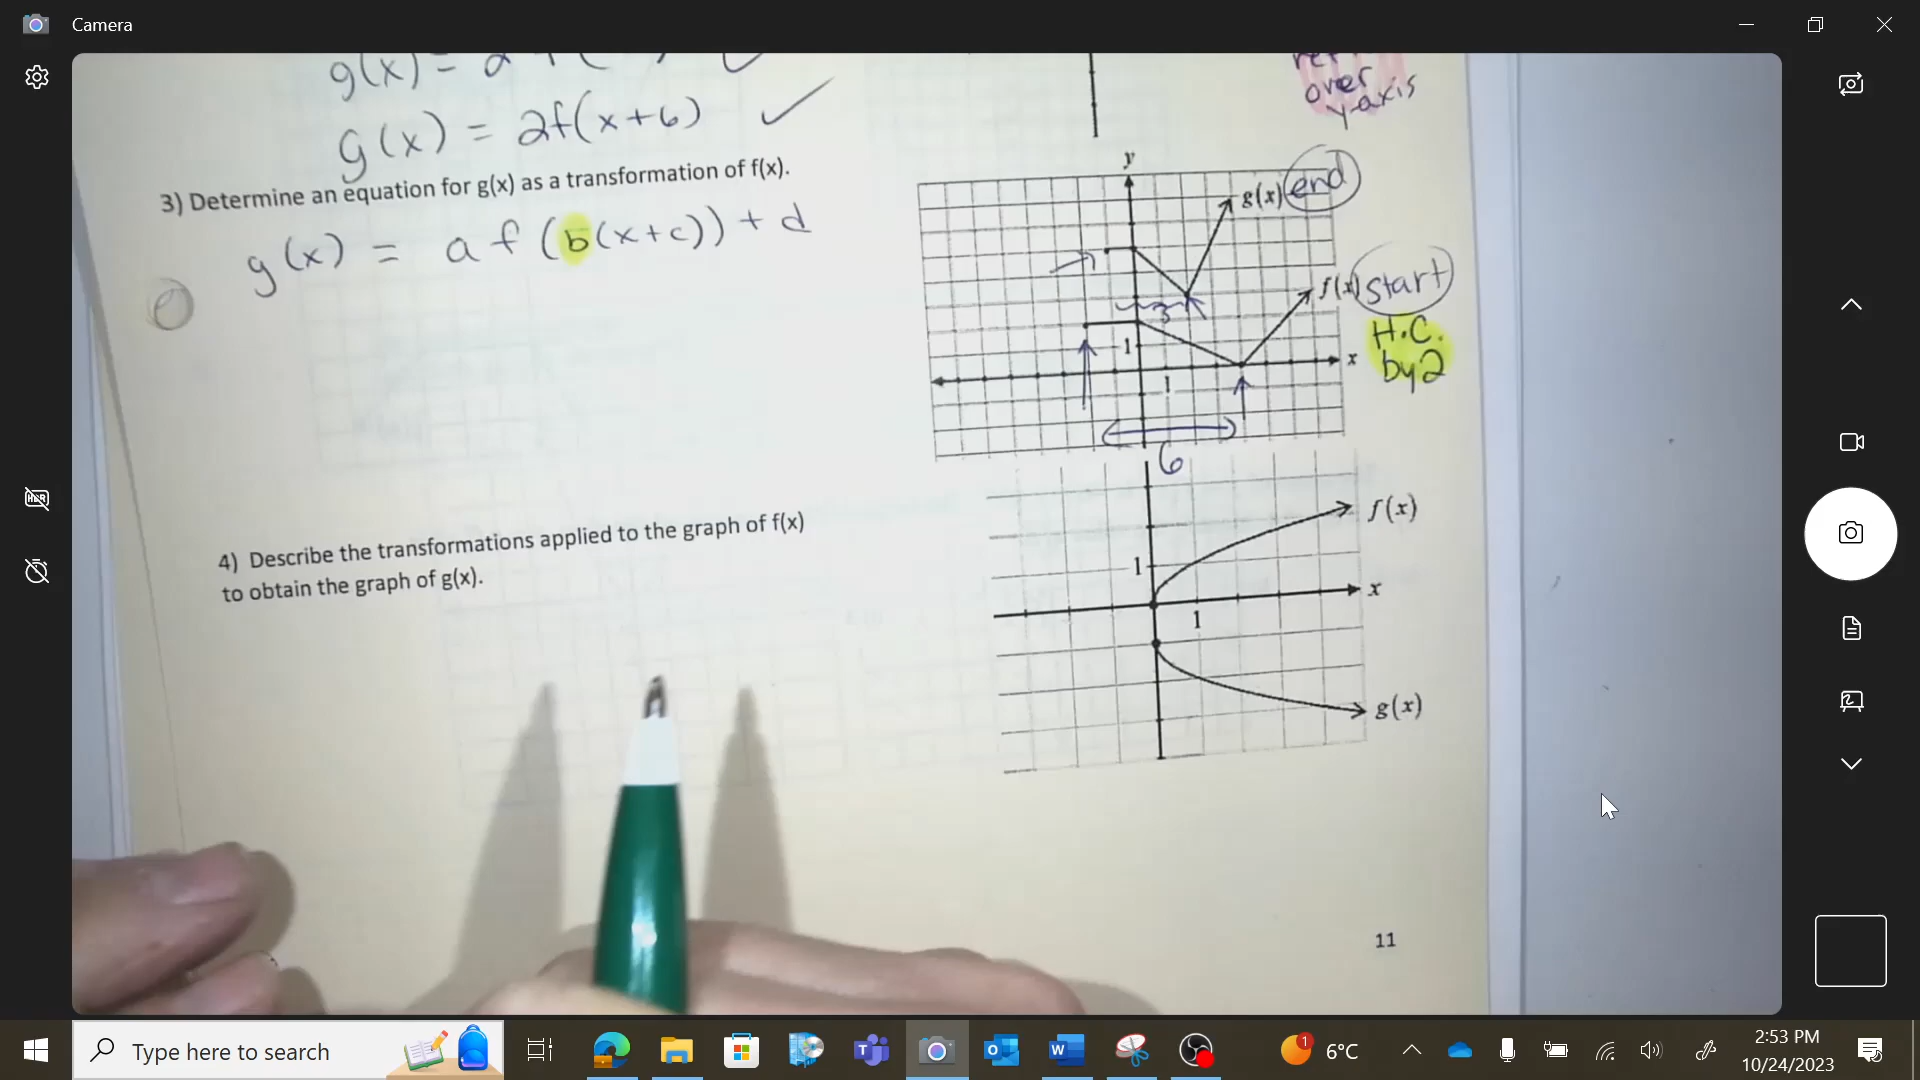 Camera
g(x) = a f(
over
y-axis
g(x) = 2f(x+6)
3) Determine an equation for g(x) as a transformation of f(x).
g(x) = a f (b(x+c)) + d
y
g(x) end
f(x) start
H.C.
by 2
3
1
x
1
6
4) Describe the transformations applied to the graph of f(x)
to obtain the graph of g(x).
f(x)
1
x
1
g(x)
11
Type here to search
1
6°C
2:53 PM
10/24/2023